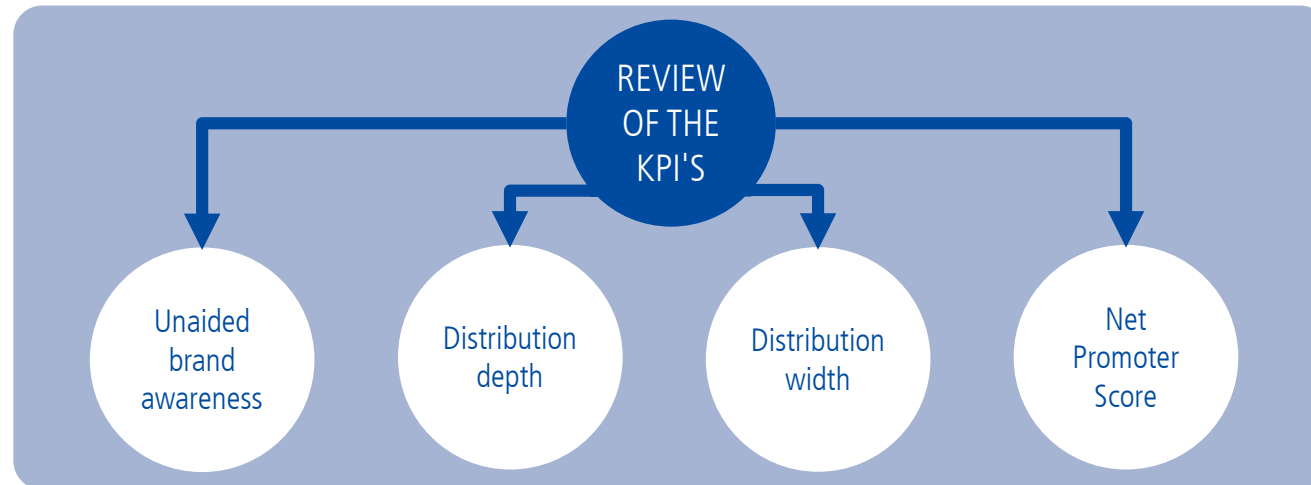 REVIEW
OF THE
KPI'S
Unaided
brand
awareness
Distribution
depth
Distribution
width
Net
Promoter
Score